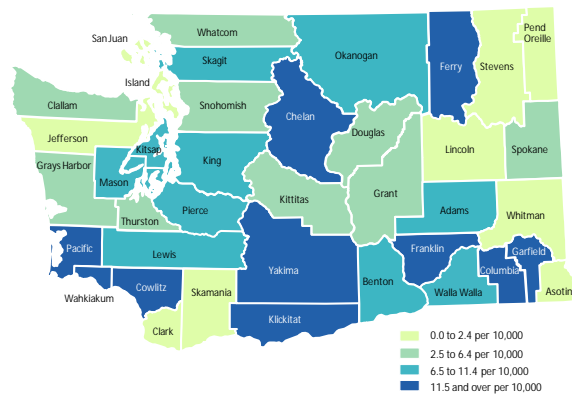 San Juan
Whatcom
Pend
Oreille
Skagit
Okanogan
Ferry
Stevens
Island
Clallam
Snohomish
Chelan
Douglas
Jefferson
Kitsap
King
Lincoln
Spokane
Grays Harbor
Mason
Kittitas
Grant
Pierce
Adams
Whitman
Thurston
Pacific
Lewis
Yakima
Franklin
Garfield
Columbia
Wahkiakum
Cowlitz
Skamania
Benton
Walla Walla
Asotin
Clark
Klickitat
0.0 to 2.4 per 10,000
2.5 to 6.4 per 10,000
6.5 to 11.4 per 10,000
11.5 and over per 10,000